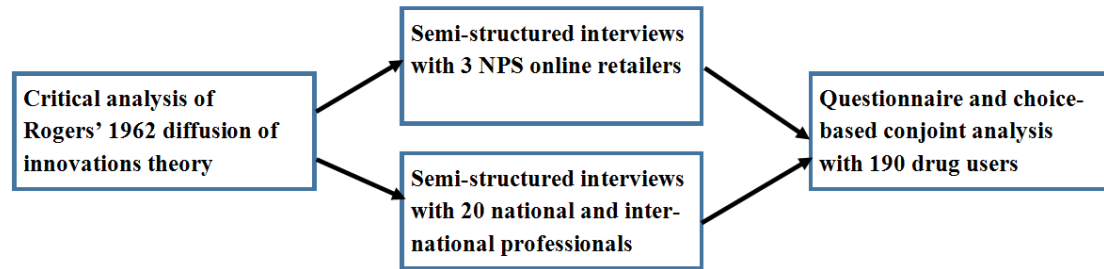 Critical analysis of
Rogers’ 1962 diffusion of
innovations theory
Semi-structured interviews
with 3 NPS online retailers
Semi-structured interviews
with 20 national and inter-
national professionals
Questionnaire and choice-
based conjoint analysis
with 190 drug users